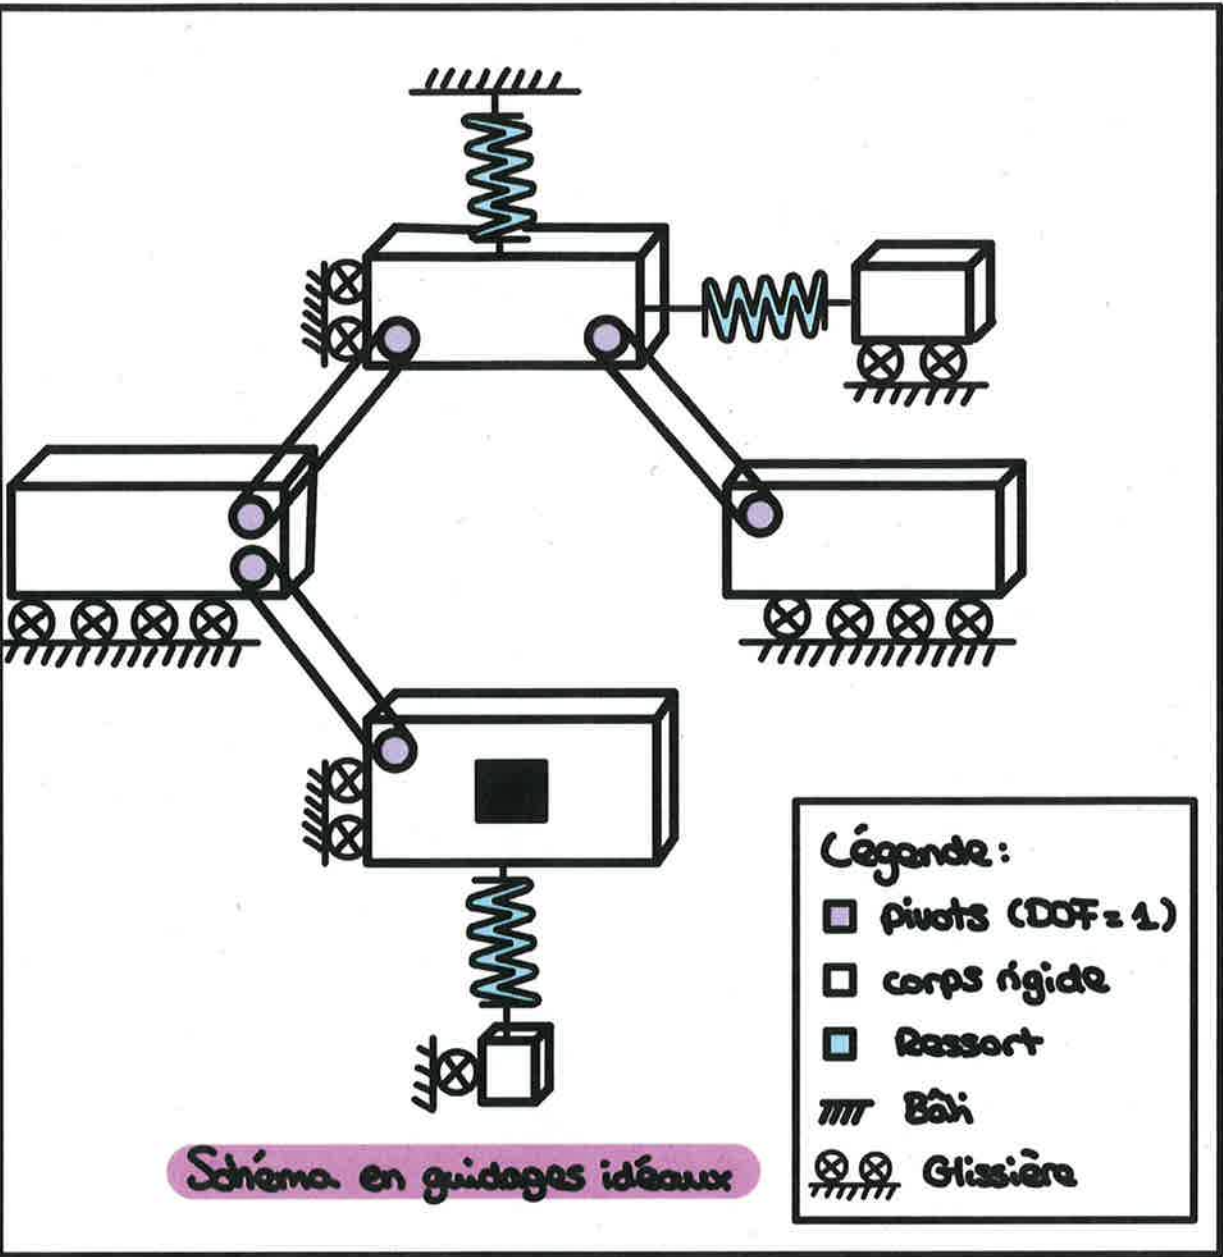 Légende:
pivots (DOF=1)
corps rigide
Ressort
Bâti
Glissière
Schéma en guidages idéaux